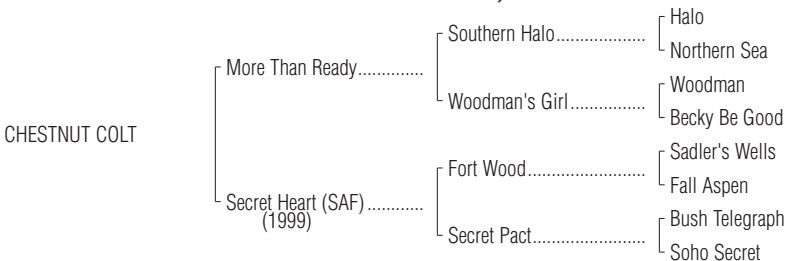 Halo
Southern Halo...................
Northern Sea
More Than Ready..............
Woodman
Woodman's Girl................
Becky Be Good
CHESTNUT COLT
Sadler's Wells
Fort Wood.........................
Fall Aspen
Secret Heart (SAF)............
(1999)
Bush Telegraph
Secret Pact........................
Soho Secret